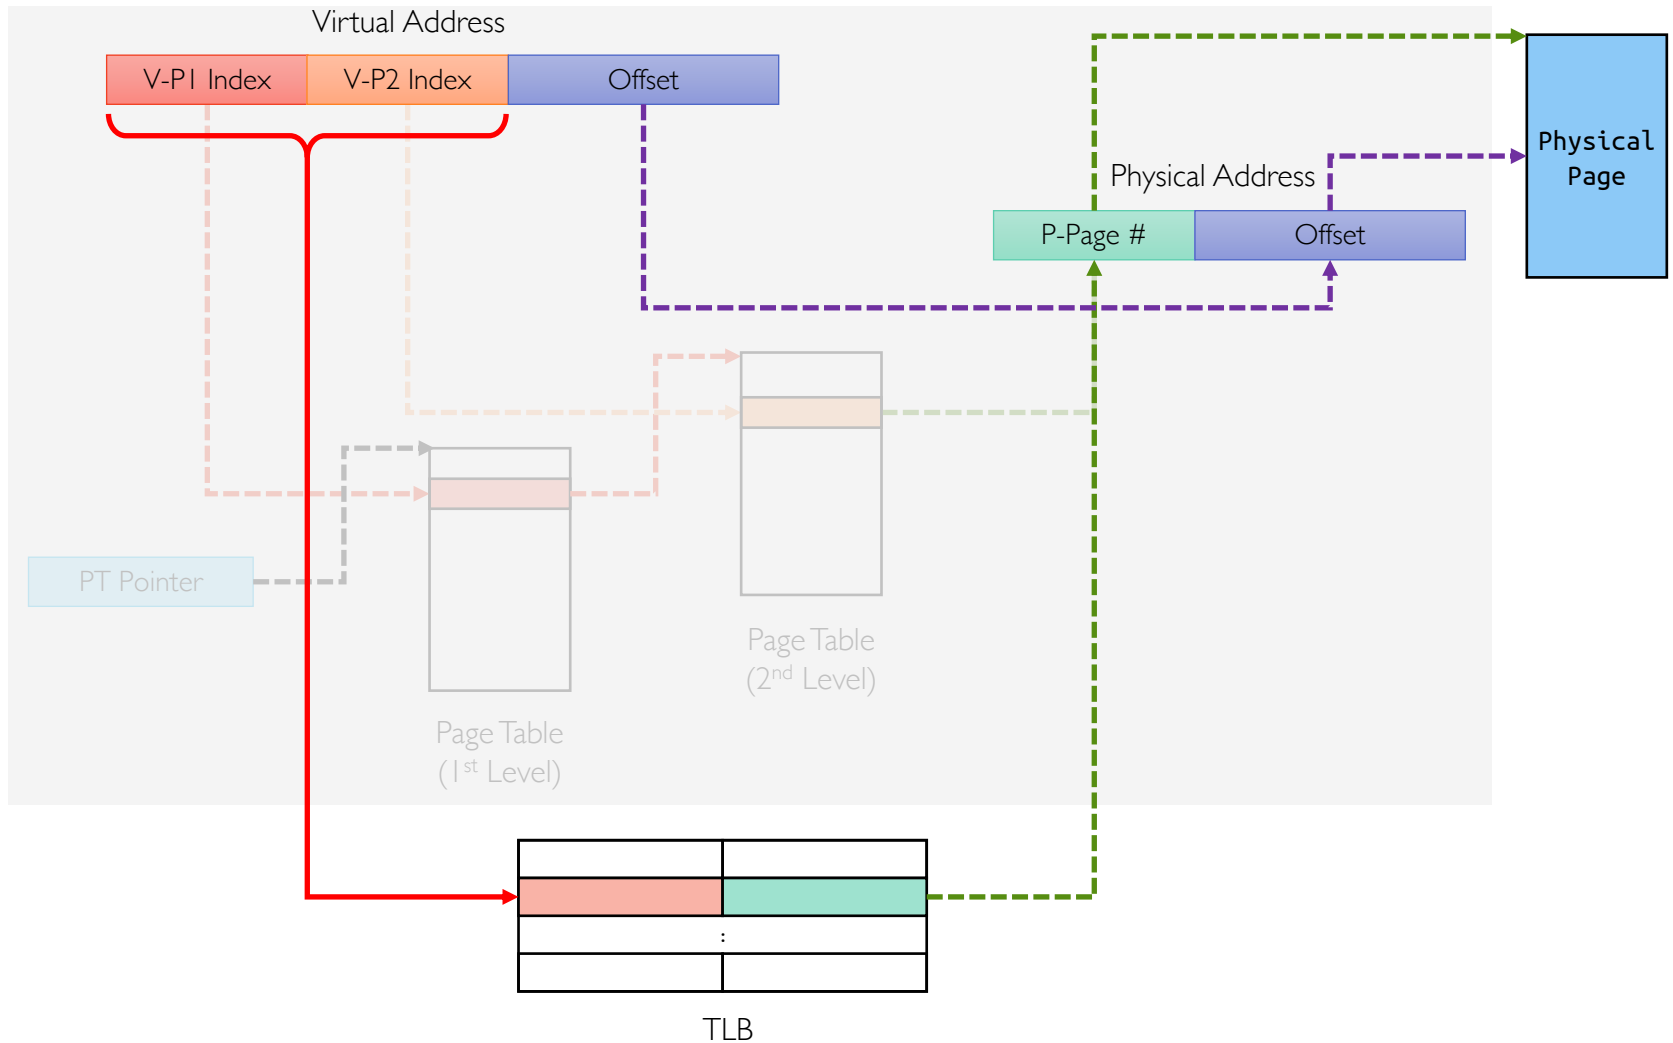 Virtual Address
V-P1 Index
V-P2 Index
Offset
Physical
Page
Physical Address
P-Page #
Offset
PT Pointer
Page Table
(2nd Level)
Page Table
(1st Level)
:
TLB